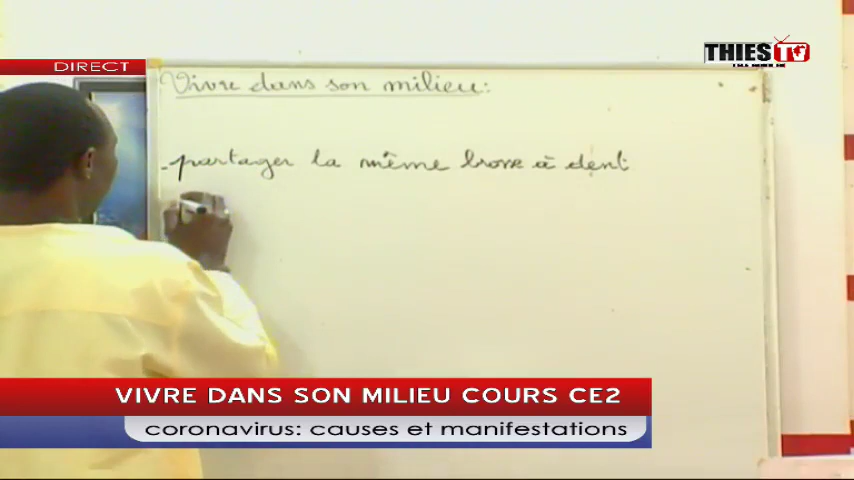 THIES TV
DIRECT
Vivre dans son milieu:
- partager la même brosse à dent
VIVRE DANS SON MILIEU COURS CE2
coronavirus: causes et manifestations